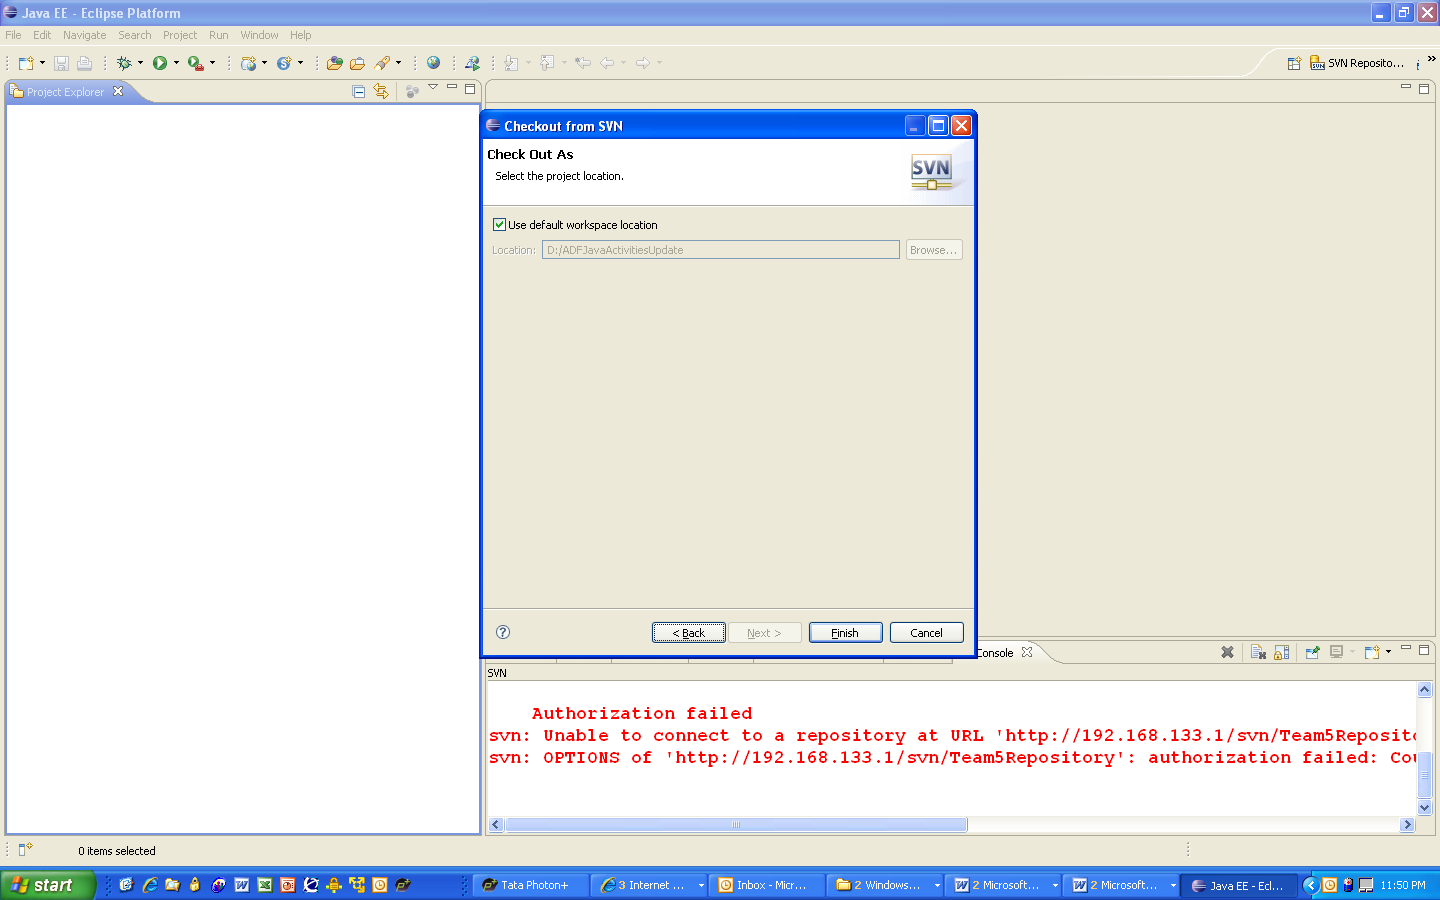 Java EE - Eclipse Platform
File Edit Navigate Search Project Run Window Help
SVN Reposito...
Project Explorer
Checkout from SVN
Check Out As
Select the project location.
SVN
Use default workspace location
Location: D:/ADFJavaActivitiesUpdate Browse...
< Back Next > Finish Cancel
Console
SVN
Authorization failed
svn: Unable to connect to a repository at URL 'http://192.168.133.1/svn/Team5Reposito
svn: OPTIONS of 'http://192.168.133.1/svn/Team5Repository': authorization failed: Cou
0 items selected
start Tata Photon+ 3 Internet ... Inbox - Micr... 2 Windows... 2 Microsoft... 2 Microsoft... Java EE - Ecl... 11:50 PM